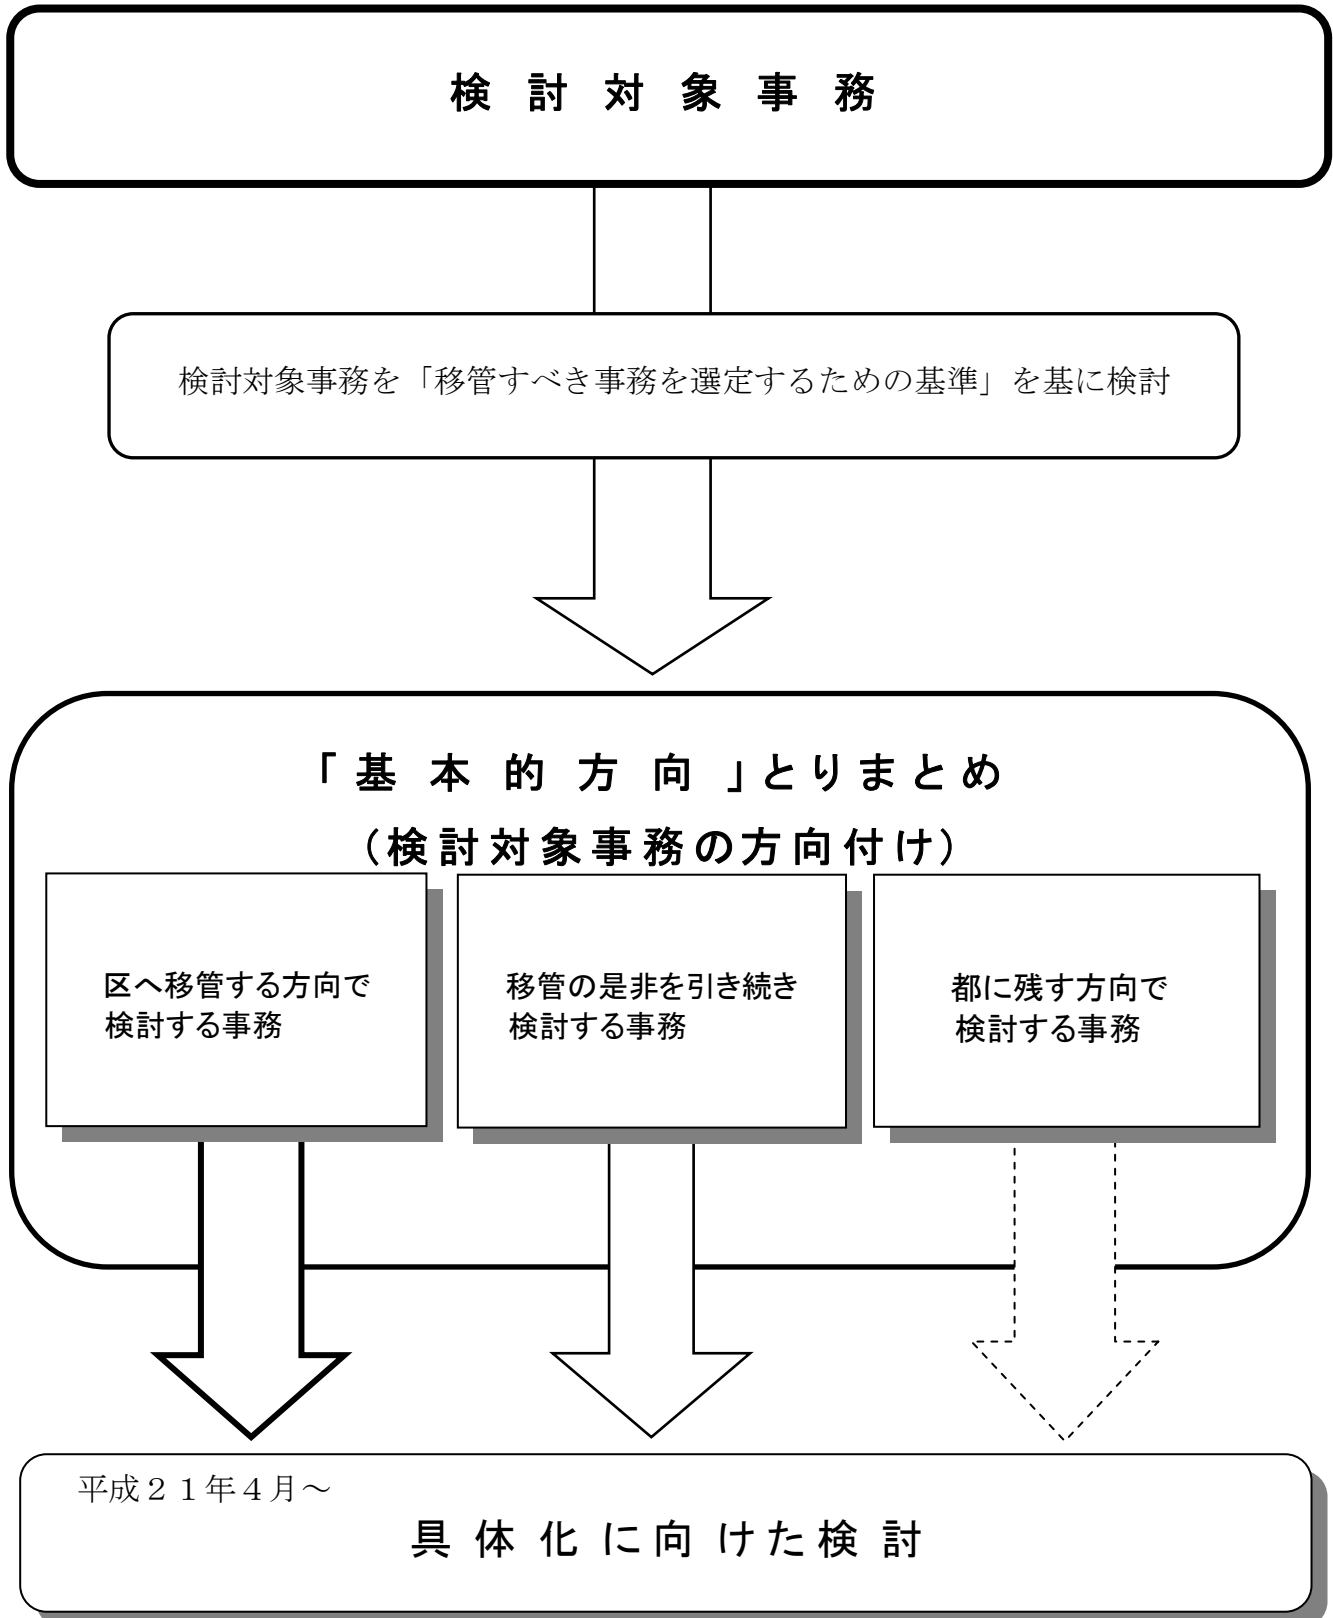 検討対象事務
検討対象事務を「移管すべき事務を選定するための基準」を基に検討
「基本的方向」とりまとめ
（検討対象事務の方向付け）
区へ移管する方向で
検討する事務
移管の是非を引き続き
検討する事務
都に残す方向で
検討する事務
平成２１年４月～
具体化に向けた検討